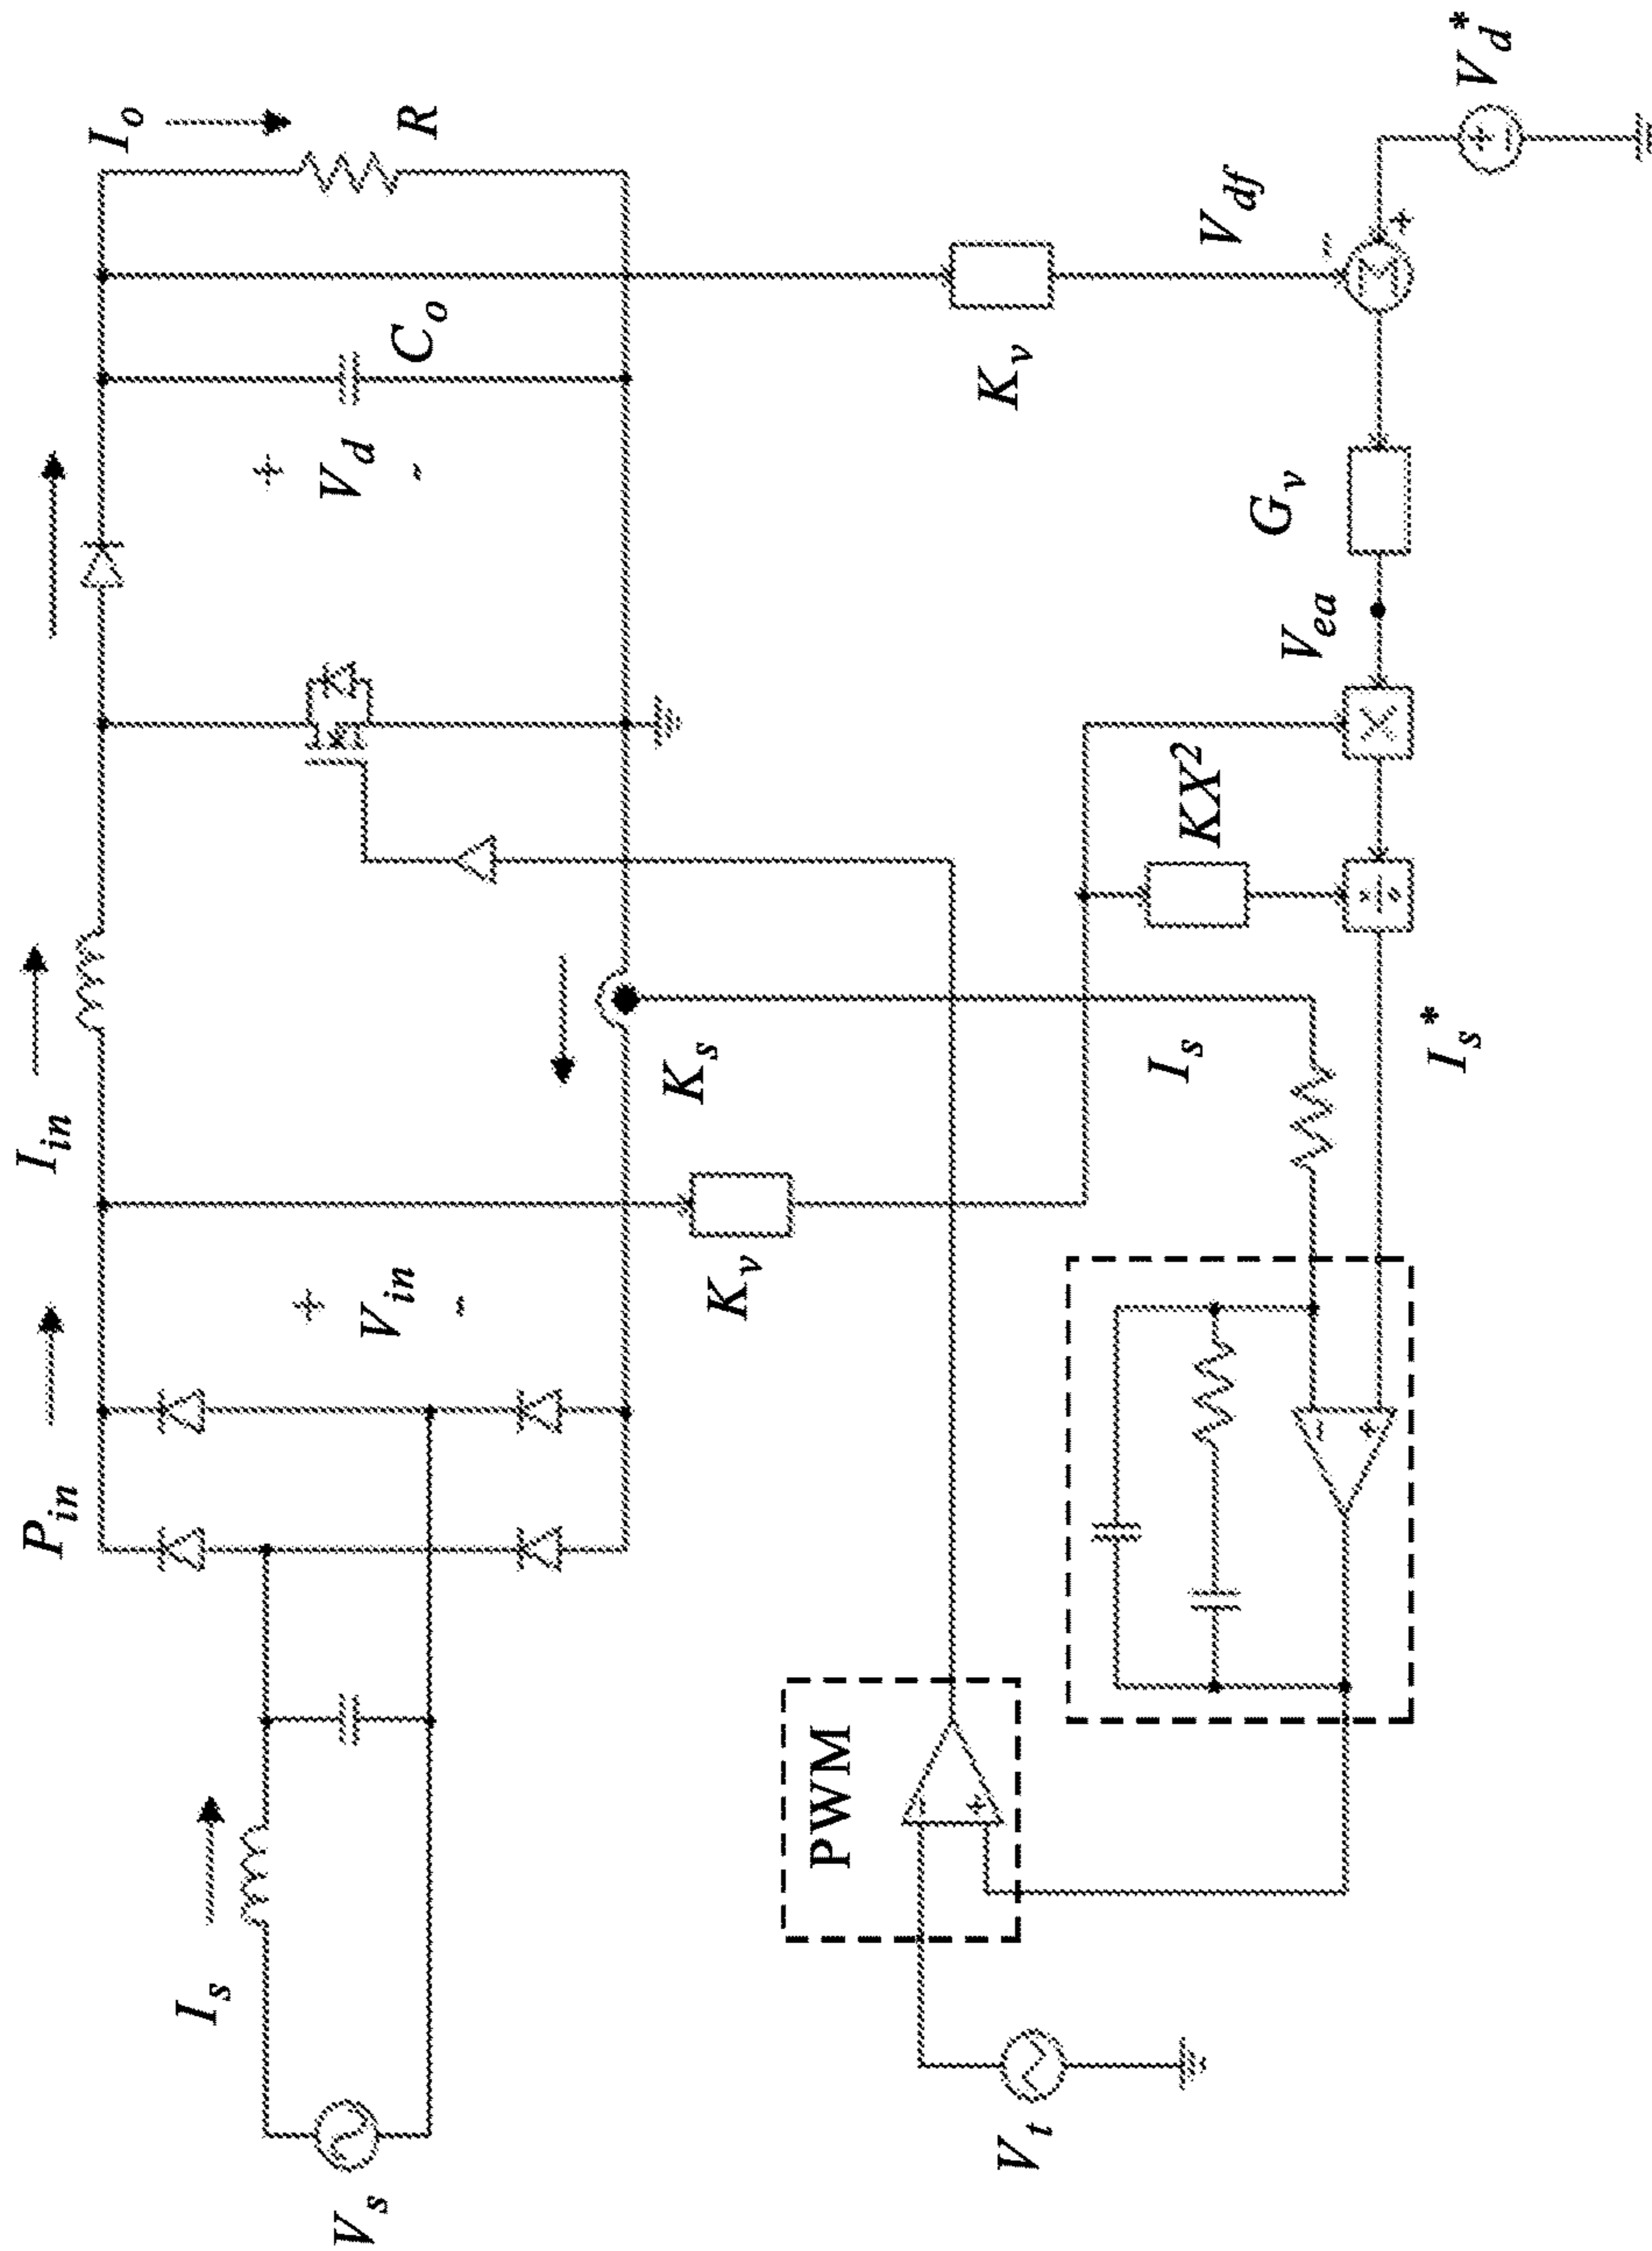 I_o
R
C_o
V_d
+
-
I_in
P_in
V_in
+
-
I_s
V_s
K_s
K_v
K_v
V_df
-
+
Σ
V_d*
+
-
G_v
V_ea
×
KX²
÷
I_s
I_s*
-
+
PWM
-
+
V_t